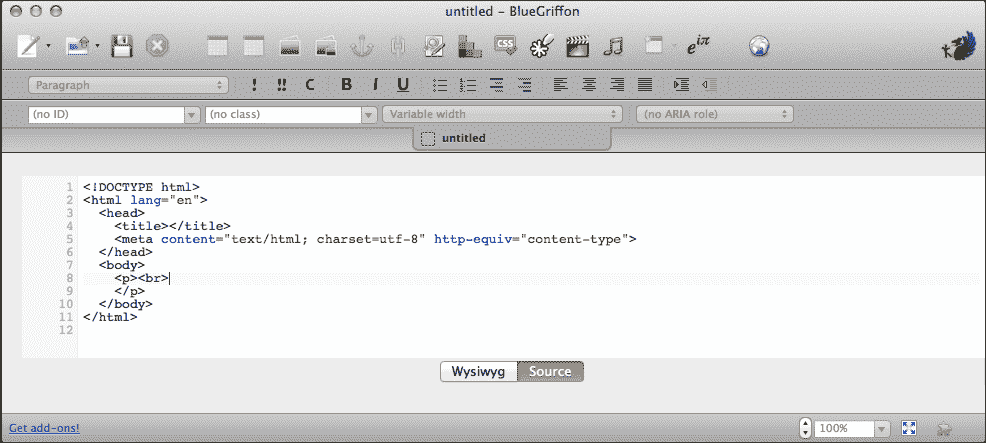 untitled – BlueGriffon
CSS
e^iπ
Paragraph ! !! C B I U
(no ID) (no class) Variable width (no ARIA role)
untitled
1 <!DOCTYPE html>
2 <html lang="en">
3   <head>
4     <title></title>
5     <meta content="text/html; charset=utf-8" http-equiv="content-type">
6   </head>
7   <body>
8     <p><br>
9     </p>
10   </body>
11 </html>
12
Wysiwyg Source
Get add-ons! 100%